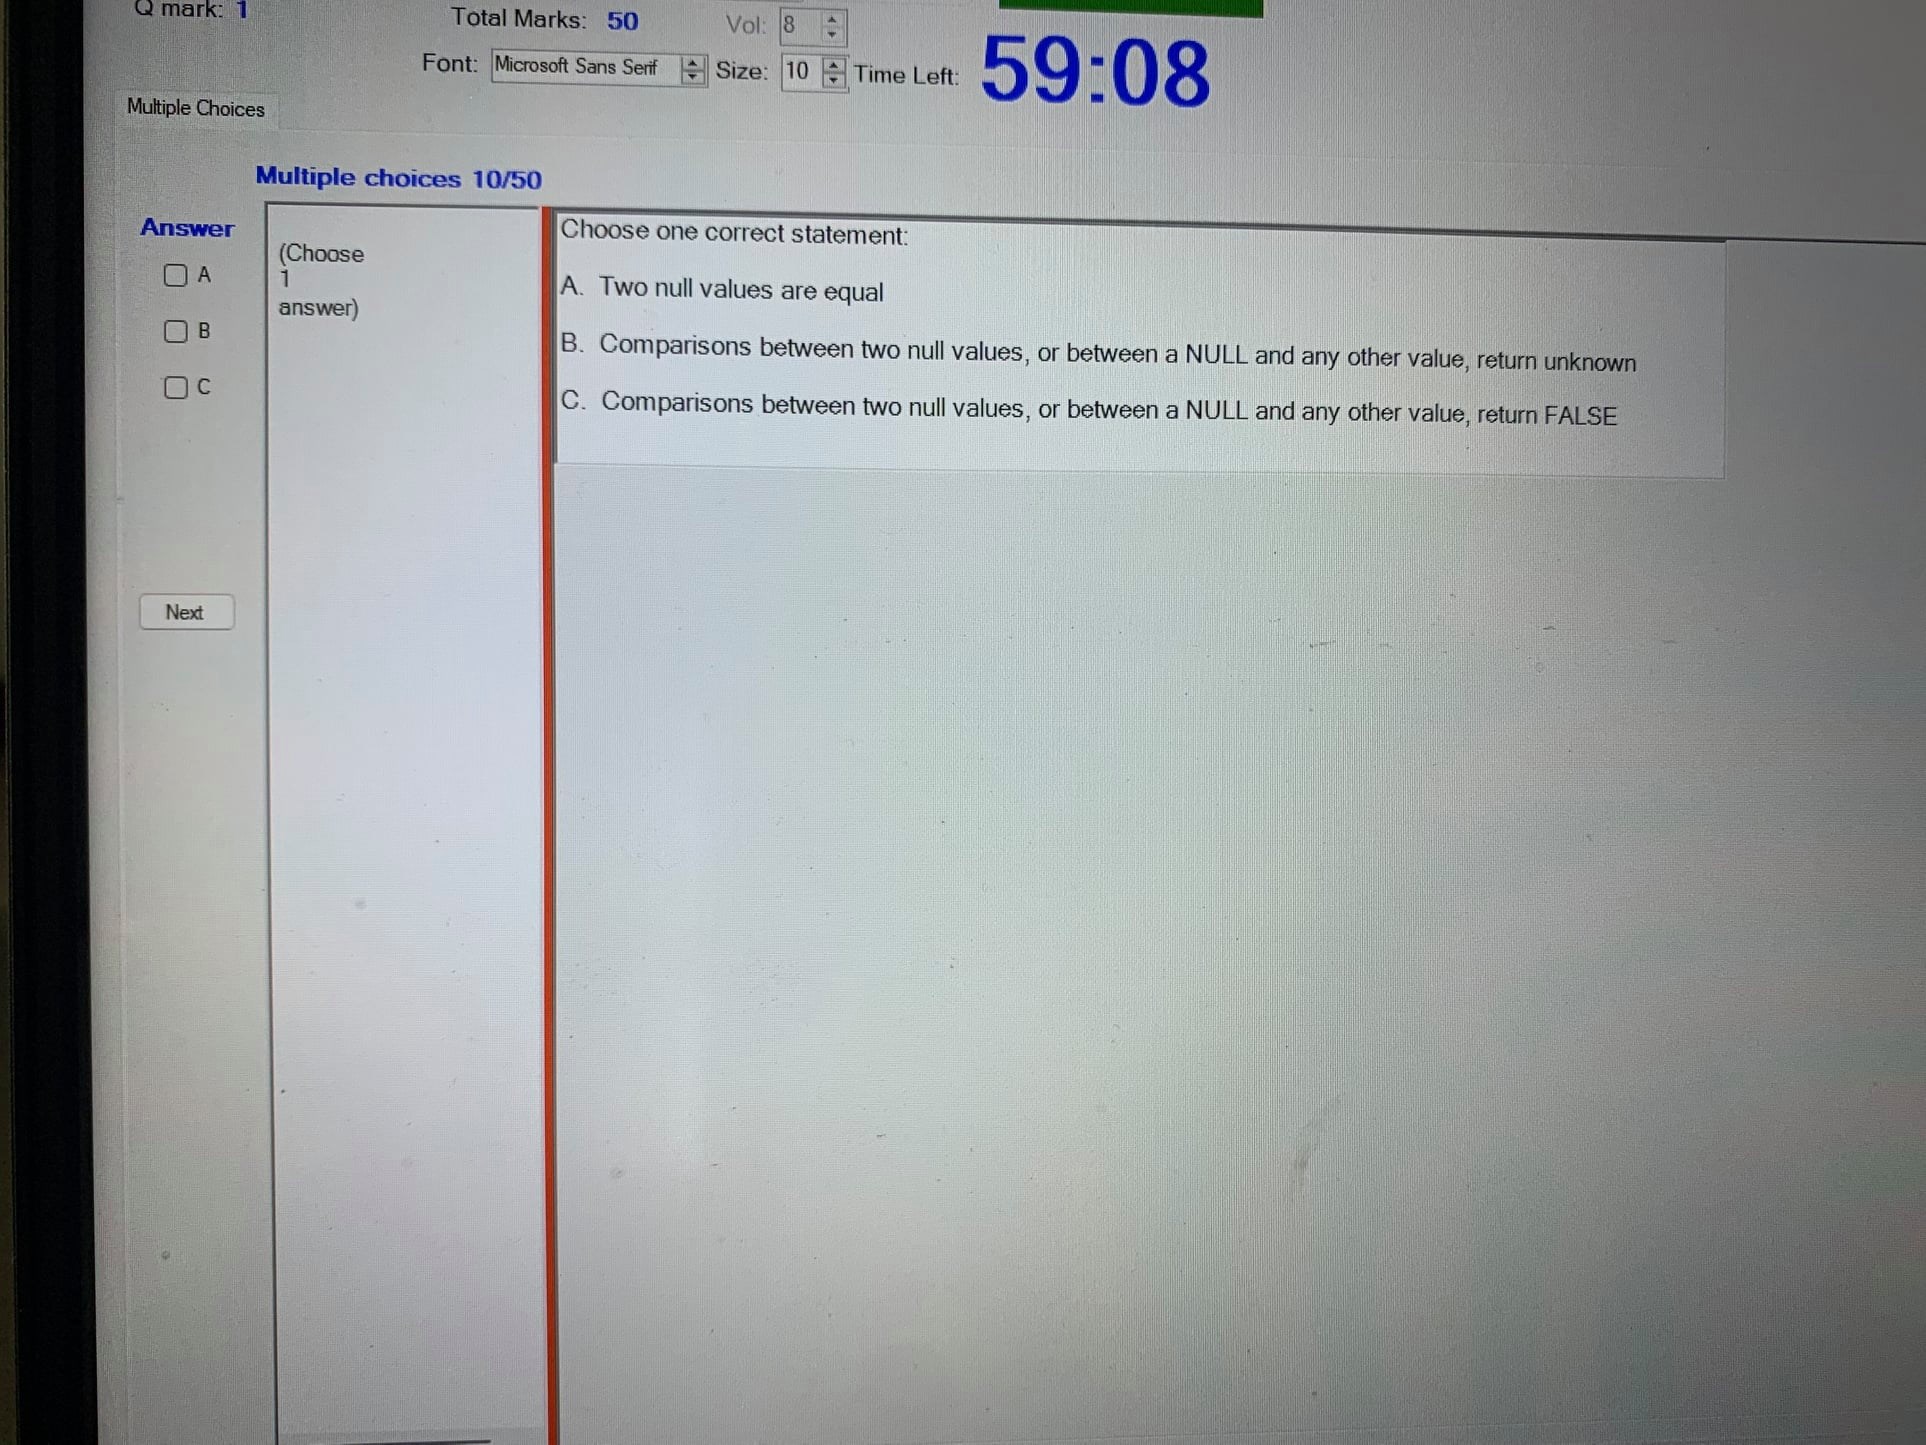 Q mark: 1
Total Marks: 50
Vol: 8
Font: Microsoft Sans Serif
Size: 10
Time Left: 59:08
Multiple Choices
Multiple choices 10/50
Answer
A
B
C
Next
(Choose
1
answer)
Choose one correct statement:
A. Two null values are equal
B. Comparisons between two null values, or between a NULL and any other value, return unknown
C. Comparisons between two null values, or between a NULL and any other value, return FALSE